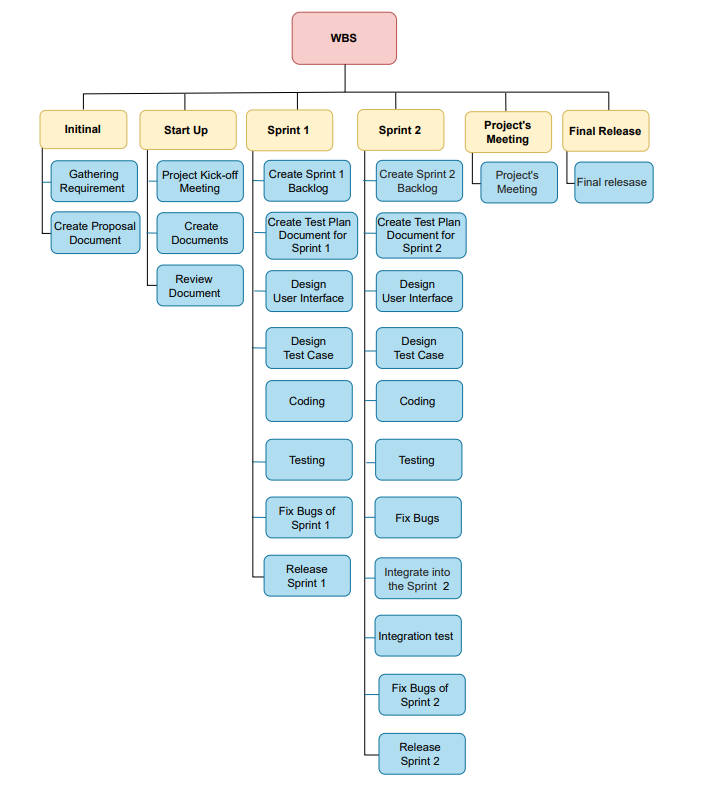 WBS
Initinal
Gathering
Requirement
Create Proposal
Document
Start Up
Project Kick-off
Meeting
Create
Documents
Review
Document
Sprint 1
Create Sprint 1
Backlog
Create Test Plan
Document for
Sprint 1
Design
User Interface
Design
Test Case
Coding
Testing
Fix Bugs of
Sprint 1
Release
Sprint 1
Sprint 2
Create Sprint 2
Backlog
Create Test Plan
Document for
Sprint 2
Design
User Interface
Design
Test Case
Coding
Testing
Fix Bugs
Integrate into
the Sprint 2
Integration test
Fix Bugs of
Sprint 2
Release
Sprint 2
Project's
Meeting
Project's
Meeting
Final Release
Final relesase